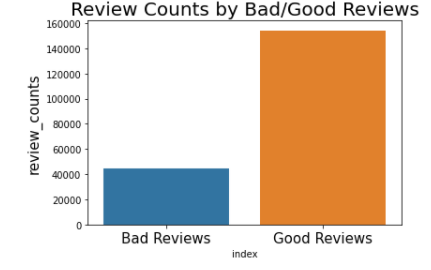 Review Counts by Bad/Good Reviews
160000
140000
120000
100000
80000
60000
40000
20000
0
review_counts
Bad Reviews Good Reviews
index